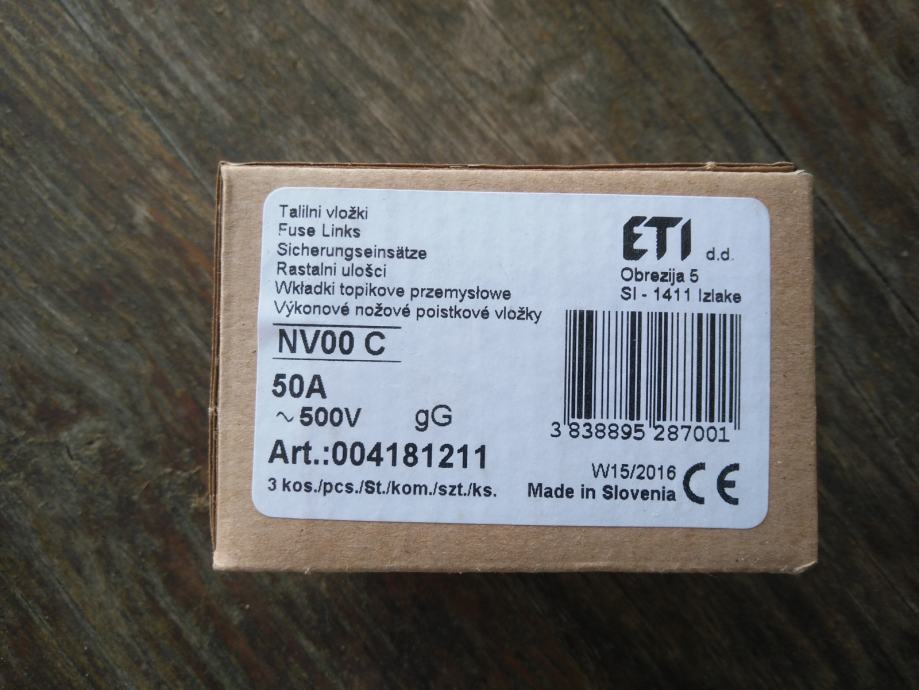 Talilni vložki
Fuse Links
Sicherungseinsätze
Rastalni ulošci
Wkładki topikove przemysłowe
Výkonové nožové poistkové vložky
NV00 C
50A
~500V gG
Art.:004181211
3 kos./pcs./St./kom./szt./ks.
ETI d.d.
Obrezija 5
SI - 1411 Izlake
3 838895 287001
W15/2016
Made in Slovenia CE